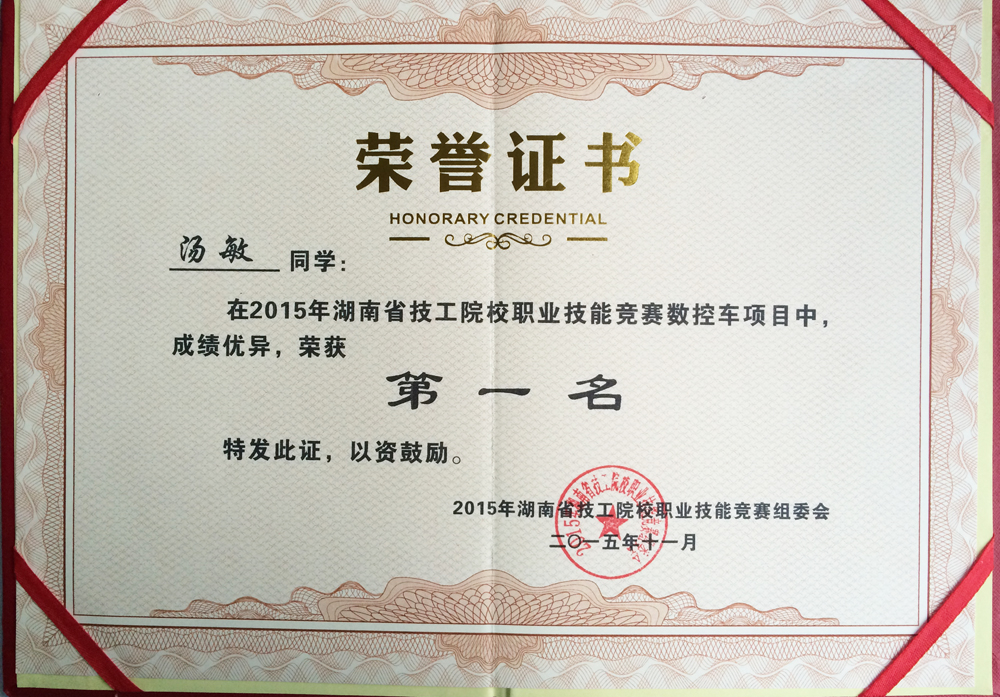 荣誉证书
HONORARY CREDENTIAL
汤敏 同学:
在2015年湖南省技工院校职业技能竞赛数控车项目中，
成绩优异，荣获
第一名
特发此证，以资鼓励。
2015年湖南省技工院校职业技能竞赛组委会
二〇一五年十一月